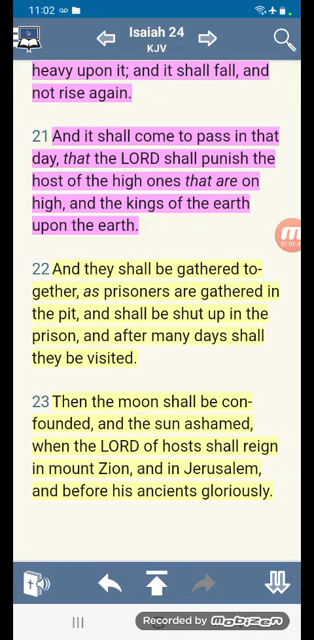 11:02
Isaiah 24
KJV
heavy upon it; and it shall fall, and
not rise again.
21 And it shall come to pass in that
day, that the LORD shall punish the
host of the high ones that are on
high, and the kings of the earth
upon the earth.
22 And they shall be gathered to-
gether, as prisoners are gathered in
the pit, and shall be shut up in the
prison, and after many days shall
they be visited.
23 Then the moon shall be con-
founded, and the sun ashamed,
when the LORD of hosts shall reign
in mount Zion, and in Jerusalem,
and before his ancients gloriously.
Recorded by mobizen